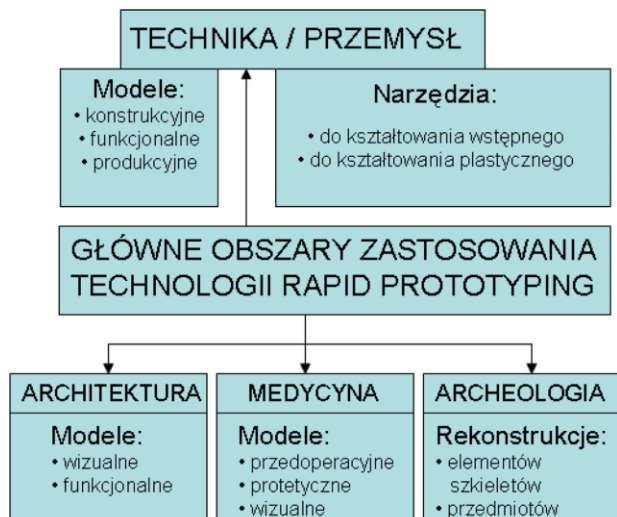 TECHNIKA / PRZEMYSŁ
Modele:
• konstrukcyjne
• funkcjonalne
• produkcyjne
Narzędzia:
• do kształtowania wstępnego
• do kształtowania plastycznego
GŁÓWNE OBSZARY ZASTOSOWANIA
TECHNOLOGII RAPID PROTOTYPING
ARCHITEKTURA
Modele:
• wizualne
• funkcjonalne
MEDYCYNA
Modele:
• przedoperacyjne
• protetyczne
• wizualne
ARCHEOLOGIA
Rekonstrukcje:
• elementów
szkieletów
• przedmiotów